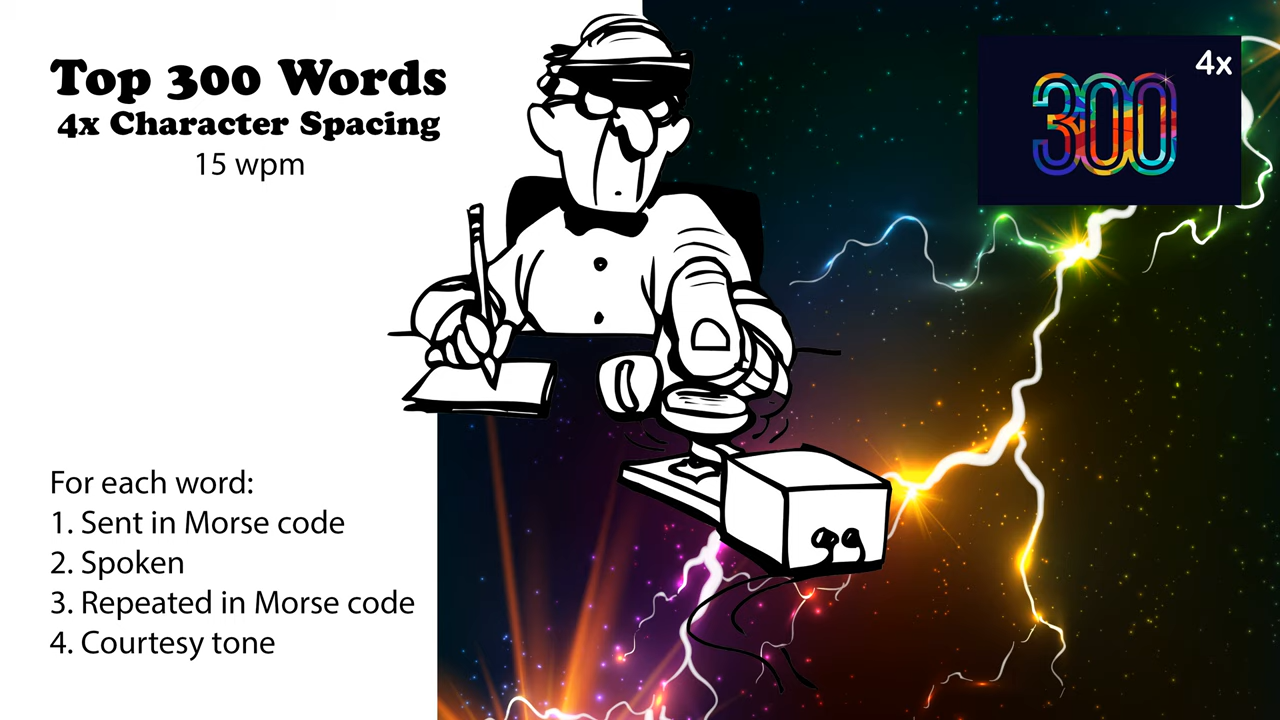 Top 300 Words
4x Character Spacing
15 wpm
4x
300
For each word:
1. Sent in Morse code
2. Spoken
3. Repeated in Morse code
4. Courtesy tone